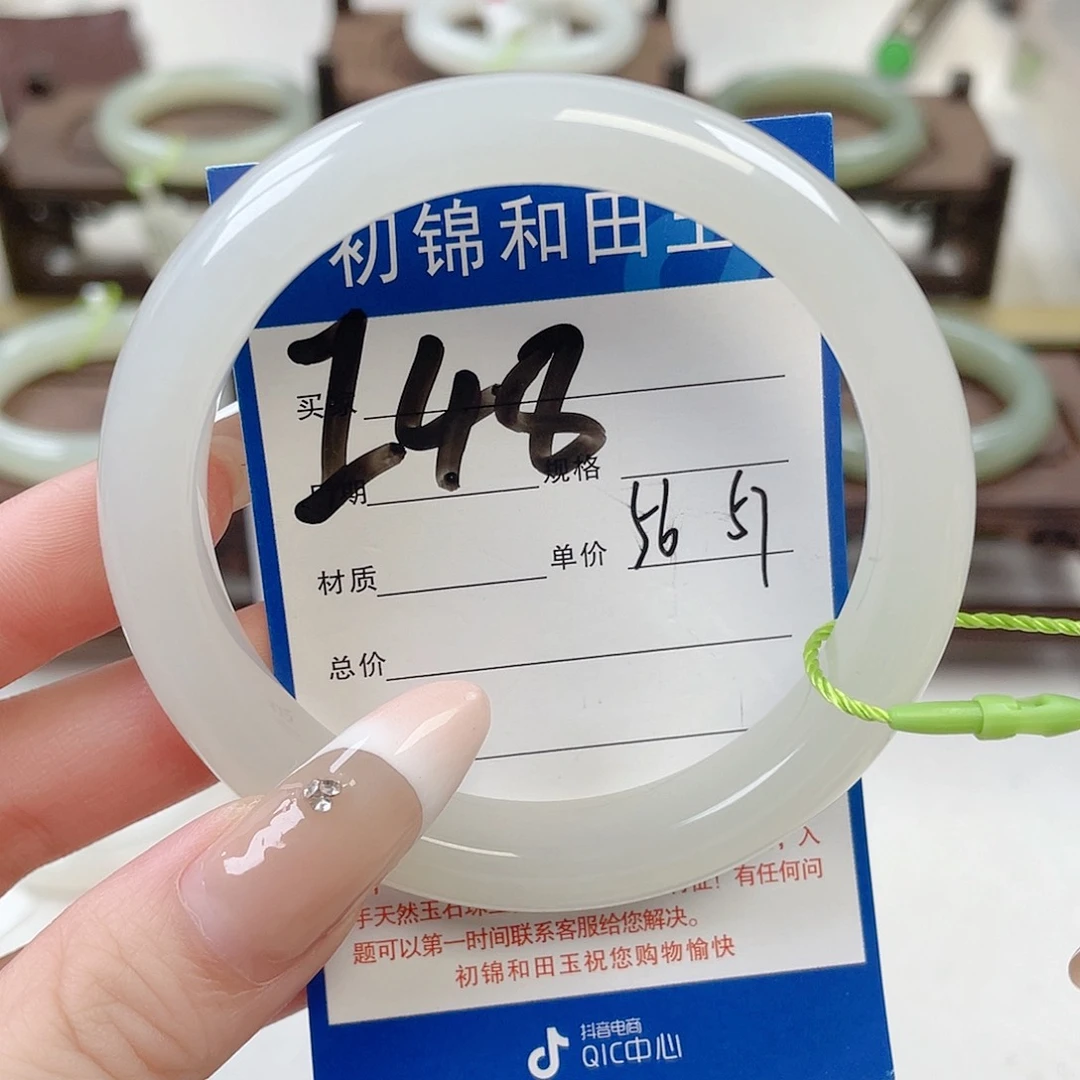 初锦和田玉
148
买家
日期 规格
56 57
材质 单价
总价
，入
手天然玉石珠
题可以第一时间联系客服给您解决。
有任何问
初锦和田玉祝您购物愉快
抖音电商
QIC中心